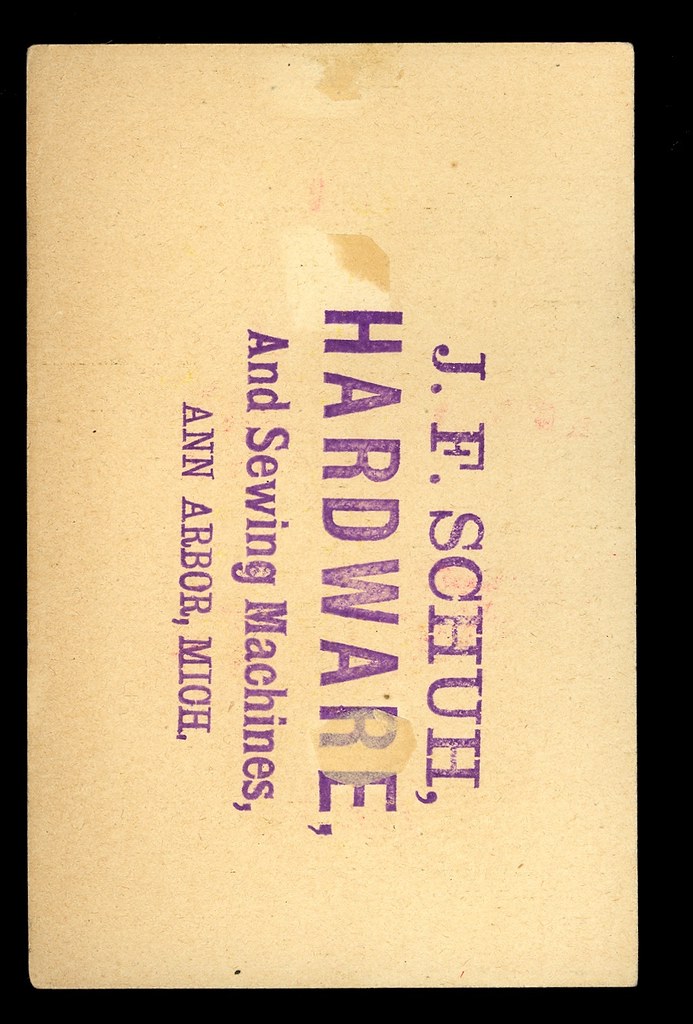 J. F. SCHUH,
HARDWARE,
And Sewing Machines,
ANN ARBOR, MICH.